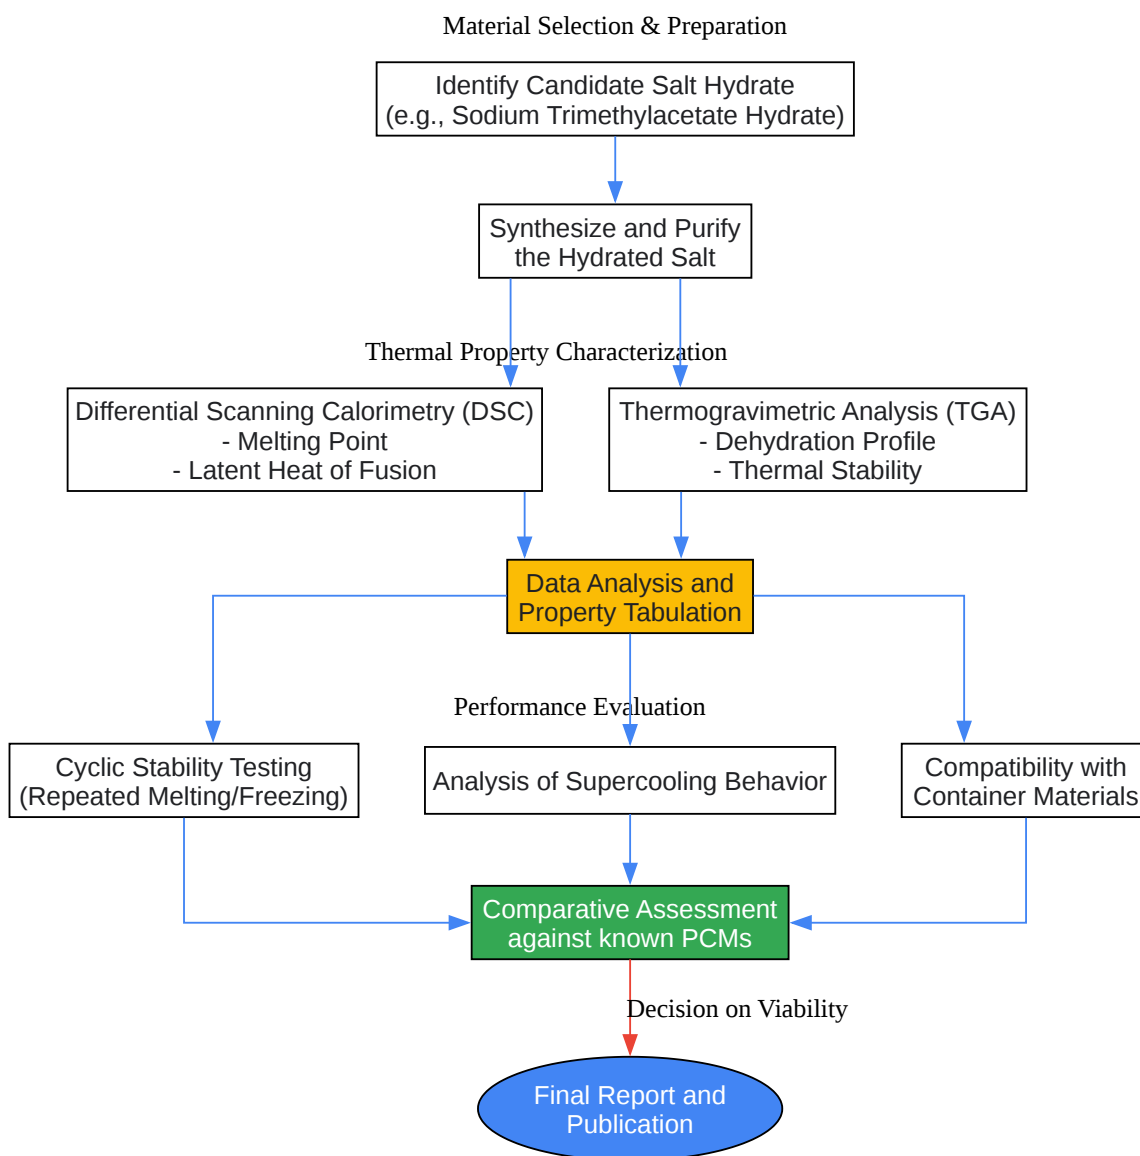 Material Selection & Preparation
Identify Candidate Salt Hydrate
(e.g., Sodium Trimethylacetate Hydrate)
Synthesize and Purify
the Hydrated Salt
Thermal Property Characterization
Differential Scanning Calorimetry (DSC)
- Melting Point
- Latent Heat of Fusion
Thermogravimetric Analysis (TGA)
- Dehydration Profile
- Thermal Stability
Data Analysis and
Property Tabulation
Performance Evaluation
Cyclic Stability Testing
(Repeated Melting/Freezing)
Analysis of Supercooling Behavior
Compatibility with
Container Materials
Comparative Assessment
against known PCMs
Decision on Viability
Final Report and
Publication